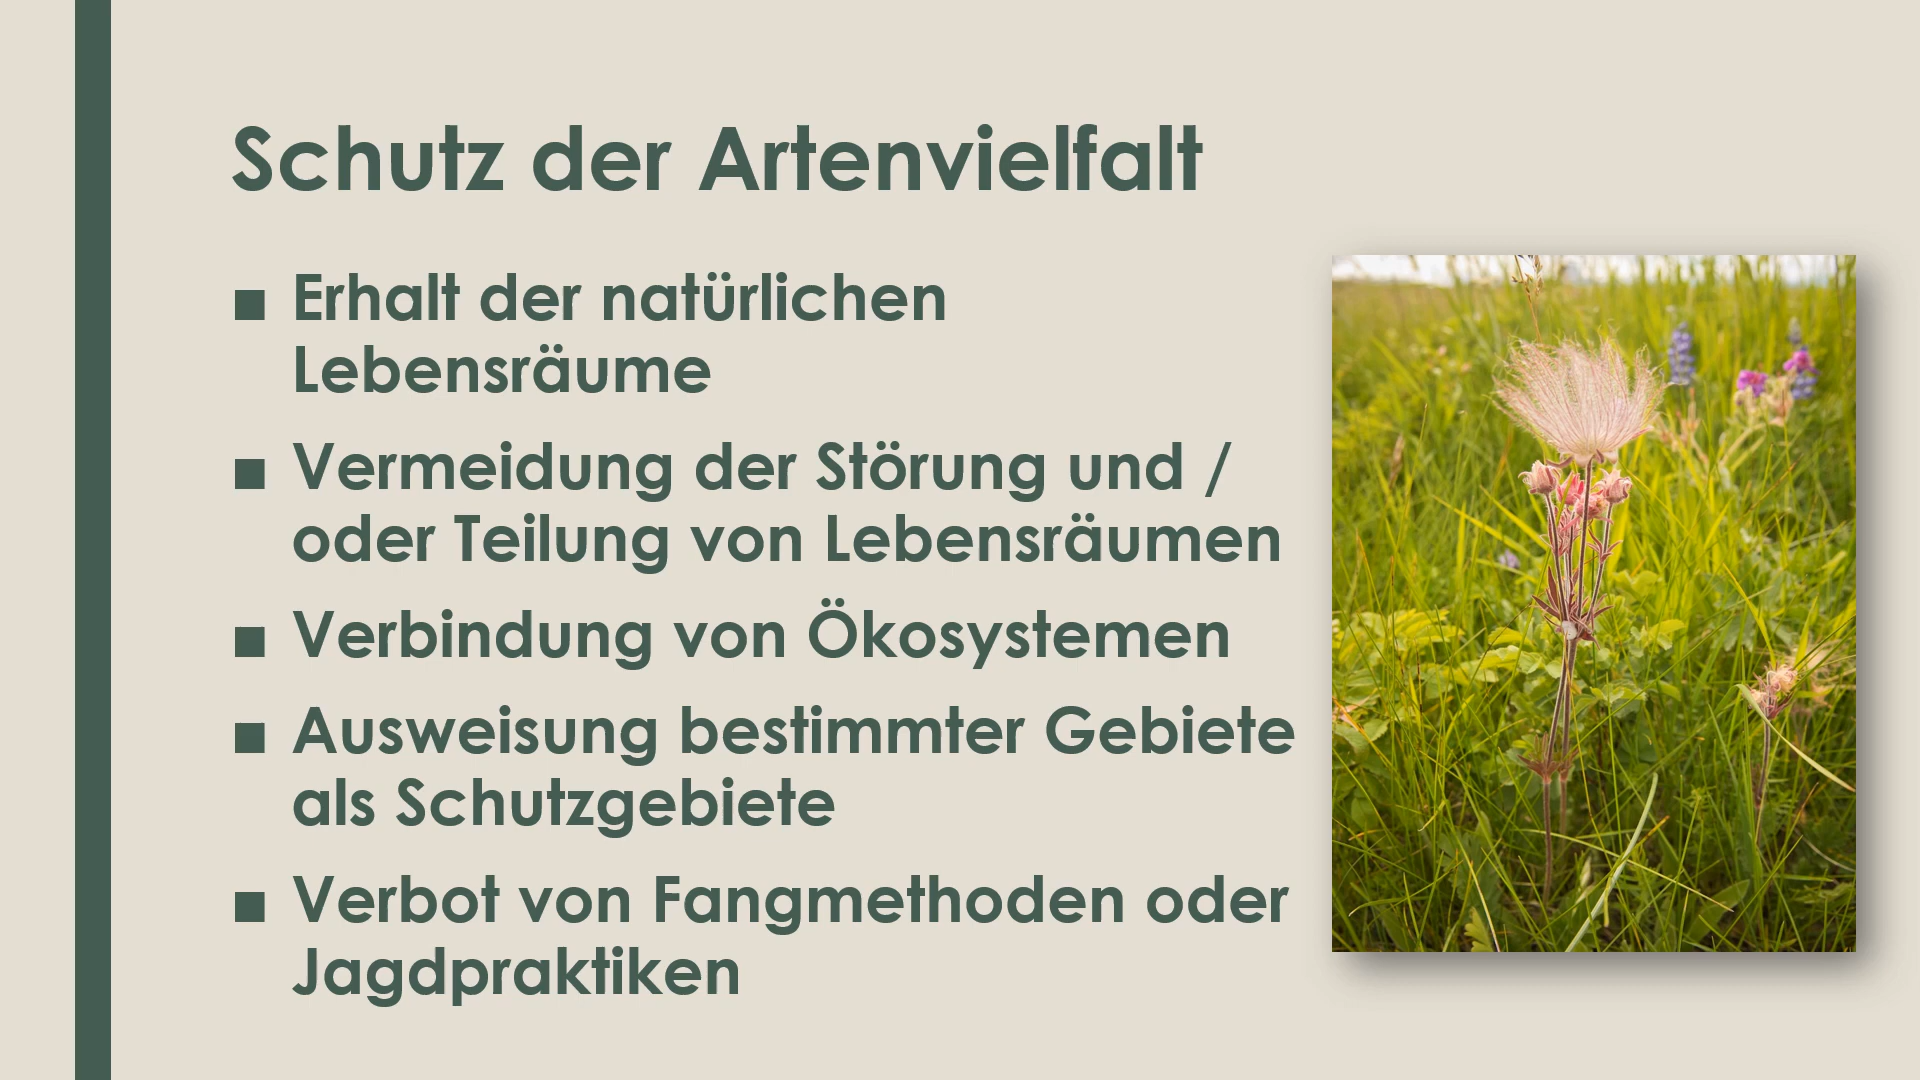 Schutz der Artenvielfalt
■ Erhalt der natürlichen
Lebensräume
■ Vermeidung der Störung und /
oder Teilung von Lebensräumen
■ Verbindung von Ökosystemen
■ Ausweisung bestimmter Gebiete
als Schutzgebiete
■ Verbot von Fangmethoden oder
Jagdpraktiken